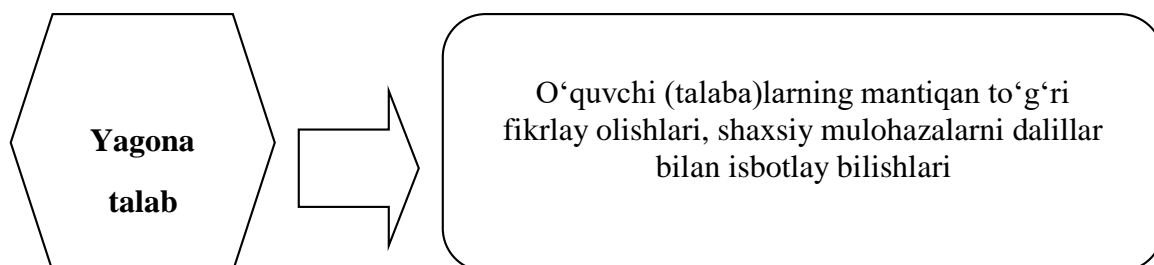 Yagona
talab
O‘quvchi (talaba)larning mantiqan to‘g‘ri
fikrlay olishlari, shaxsiy mulohazalarni dalillar
bilan isbotlay bilishlari